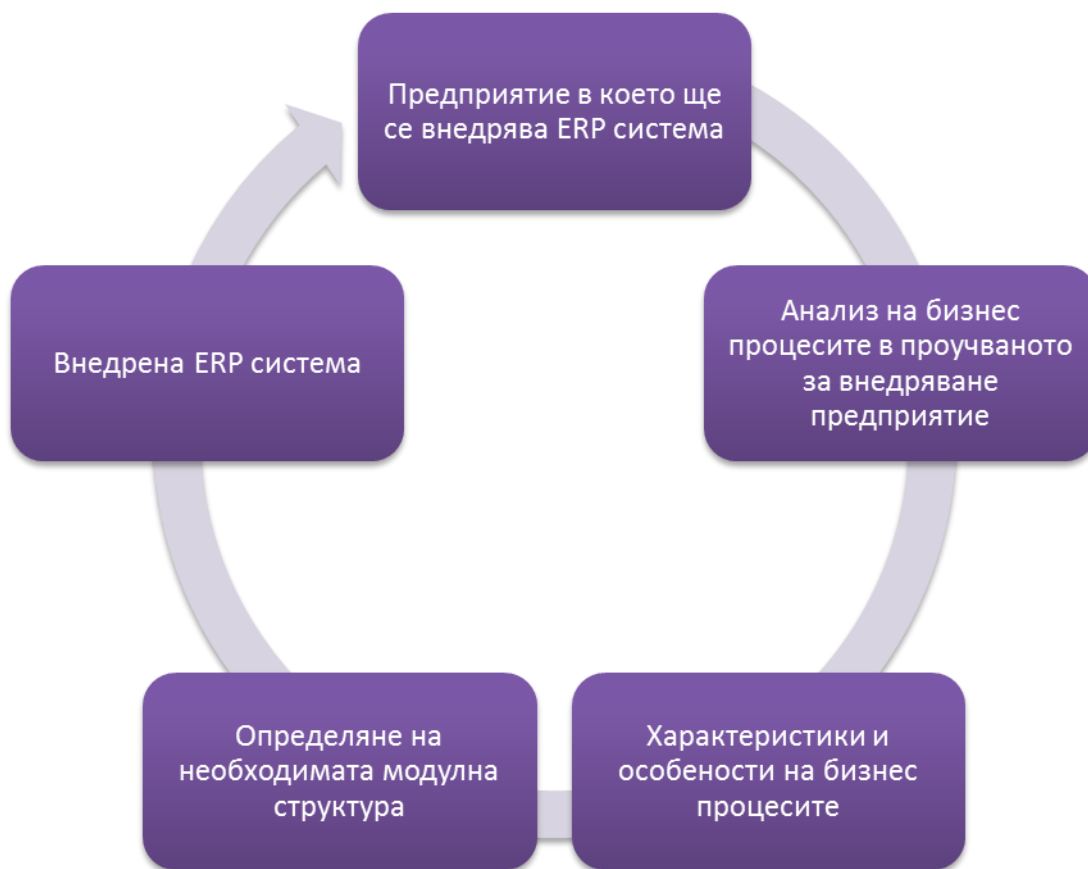 Предприятие в което ще
се внедрява ERP система
Анализ на бизнес
процесите в проучваното
за внедряване
предприятие
Характеристики и
особености на бизнес
процесите
Определяне на
необходимата модулна
структура
Внедрена ERP система